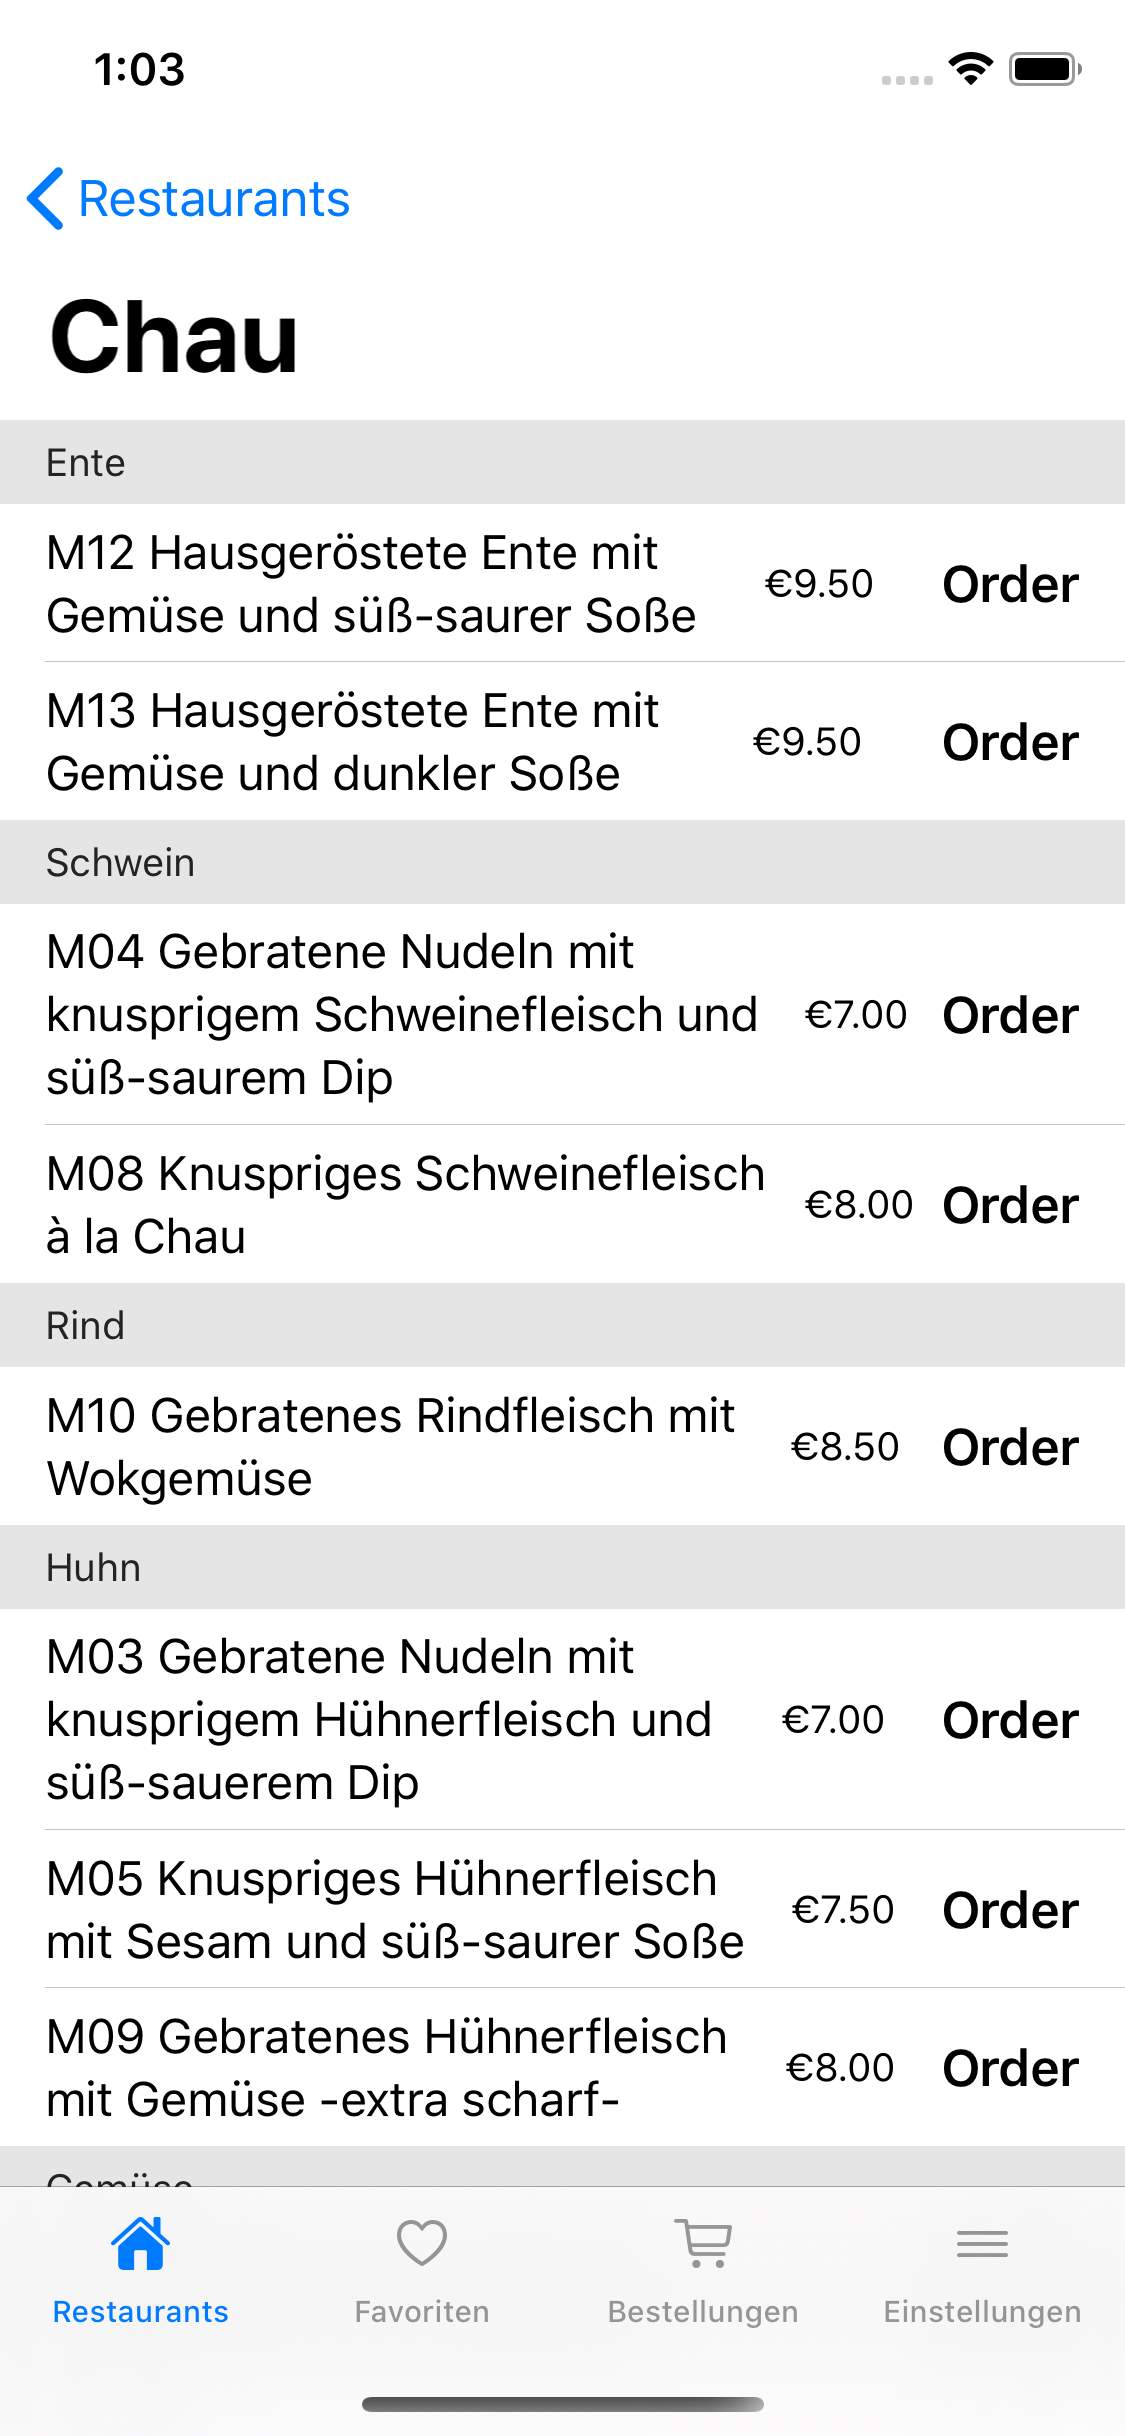 1:03
Restaurants
Chau
Ente
M12 Hausgeröstete Ente mit
Gemüse und süß-saurer Soße
€9.50
Order
M13 Hausgeröstete Ente mit
Gemüse und dunkler Soße
€9.50
Order
Schwein
M04 Gebratene Nudeln mit
knusprigem Schweinefleisch und
süß-saurem Dip
€7.00
Order
M08 Knuspriges Schweinefleisch
à la Chau
€8.00
Order
Rind
M10 Gebratenes Rindfleisch mit
Wokgemüse
€8.50
Order
Huhn
M03 Gebratene Nudeln mit
knusprigem Hühnerfleisch und
süß-sauerem Dip
€7.00
Order
M05 Knuspriges Hühnerfleisch
mit Sesam und süß-saurer Soße
€7.50
Order
M09 Gebratenes Hühnerfleisch
mit Gemüse -extra scharf-
€8.00
Order
Gemüse
Restaurants
Favoriten
Bestellungen
Einstellungen